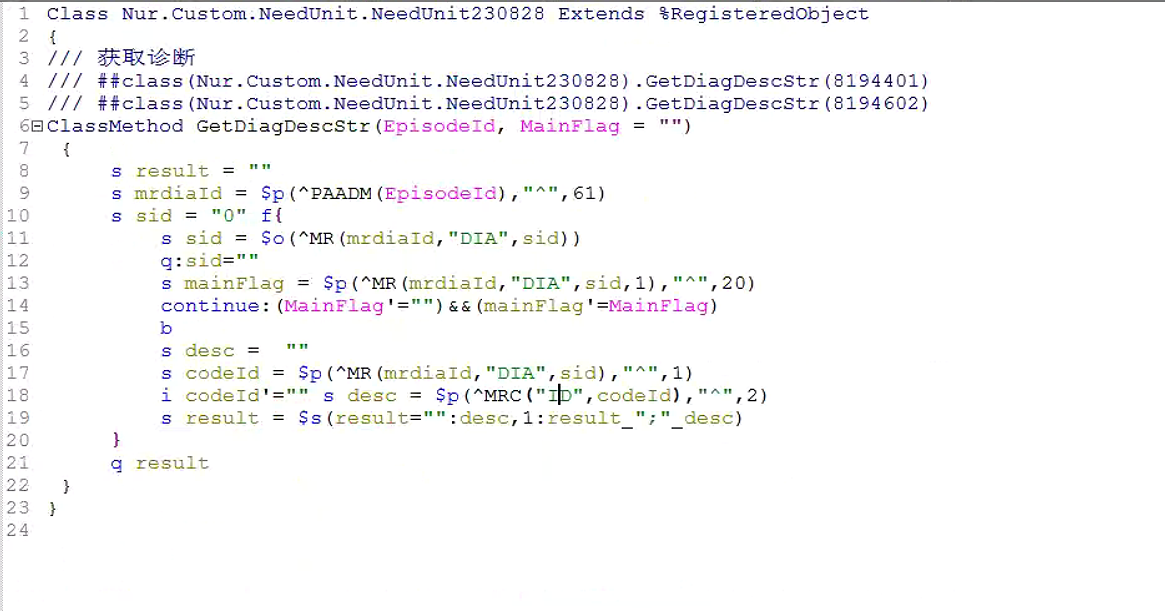 1 Class Nur.Custom.NeedUnit.NeedUnit230828 Extends %RegisteredObject
2 {
3 /// 获取诊断
4 /// ##class(Nur.Custom.NeedUnit.NeedUnit230828).GetDiagDescStr(8194401)
5 /// ##class(Nur.Custom.NeedUnit.NeedUnit230828).GetDiagDescStr(8194602)
6 ClassMethod GetDiagDescStr(EpisodeId, MainFlag = "")
7 {
8 s result = ""
9 s mrdiaId = $p(^PAADM(EpisodeId),"^",61)
10 s sid = "0" f{
11 s sid = $o(^MR(mrdiaId,"DIA",sid))
12 q:sid=""
13 s mainFlag = $p(^MR(mrdiaId,"DIA",sid,1),"^",20)
14 continue:(MainFlag'="")&&(mainFlag'=MainFlag)
15 b
16 s desc = ""
17 s codeId = $p(^MR(mrdiaId,"DIA",sid),"^",1)
18 i codeId'="" s desc = $p(^MRC("ID",codeId),"^",2)
19 s result = $s(result="":desc,1:result_";"_desc)
20 }
21 q result
22 }
23 }
24